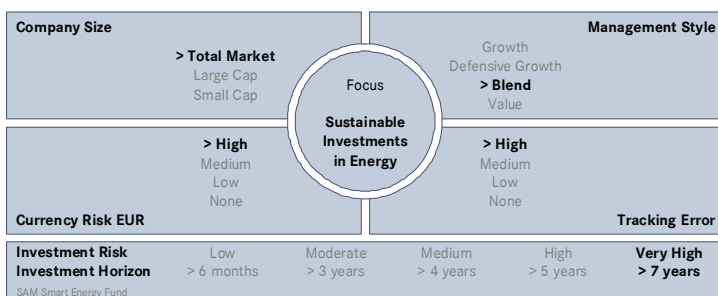 Company Size
> Total Market
Large Cap
Small Cap
Management Style
Growth
Defensive Growth
> Blend
Value
Focus
Sustainable
Investments
in Energy
> High
Medium
Low
None
Currency Risk EUR
> High
Medium
Low
None
Tracking Error
Investment Risk Low Moderate Medium High Very High
Investment Horizon > 6 months > 3 years > 4 years > 5 years > 7 years
SAM Smart Energy Fund